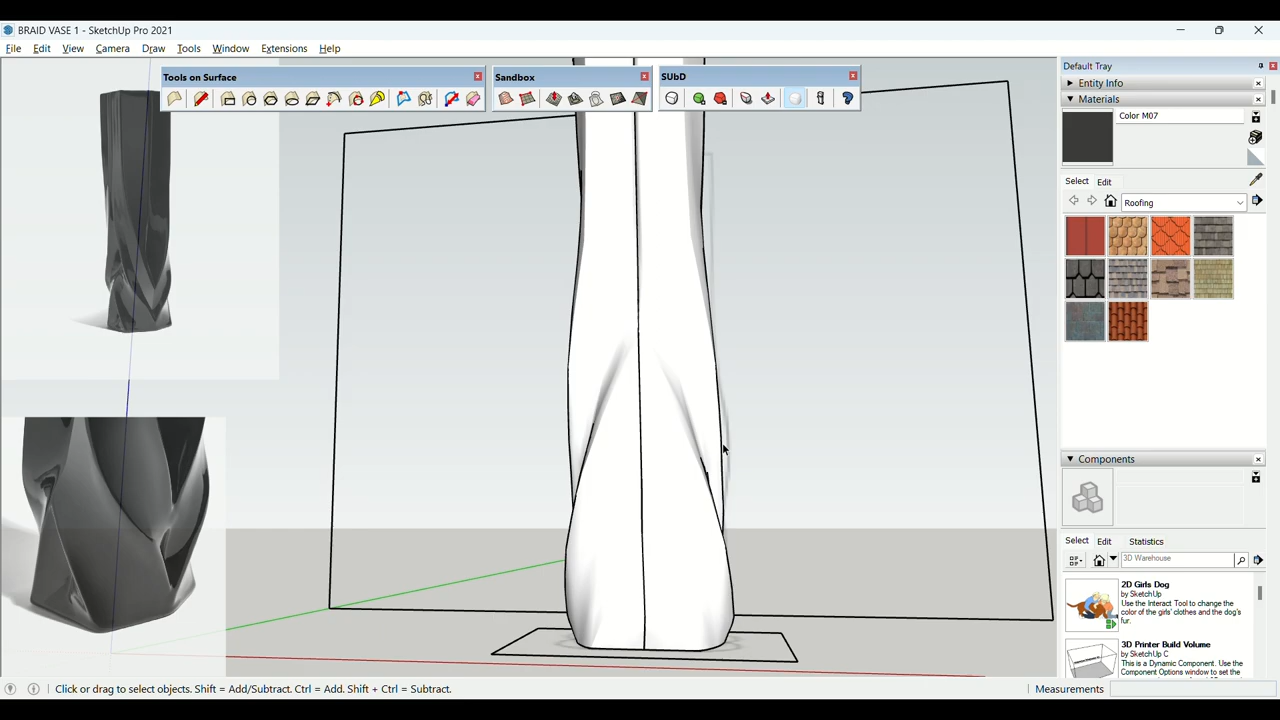 BRAID VASE 1 - SketchUp Pro 2021
File Edit View Camera Draw Tools Window Extensions Help
Tools on Surface
Sandbox
SUbD
Default Tray
Entity Info
Materials
Color M07
Select Edit
Roofing
Components
Select Edit Statistics
3D Warehouse
2D Girls Dog
by SketchUp
Use the Interact Tool to change the
color of the girls' clothes and the dog's
fur.
3D Printer Build Volume
by SketchUp C
This is a Dynamic Component. Use the
Component Options window to set the
Click or drag to select objects. Shift = Add/Subtract. Ctrl = Add. Shift + Ctrl = Subtract.
Measurements